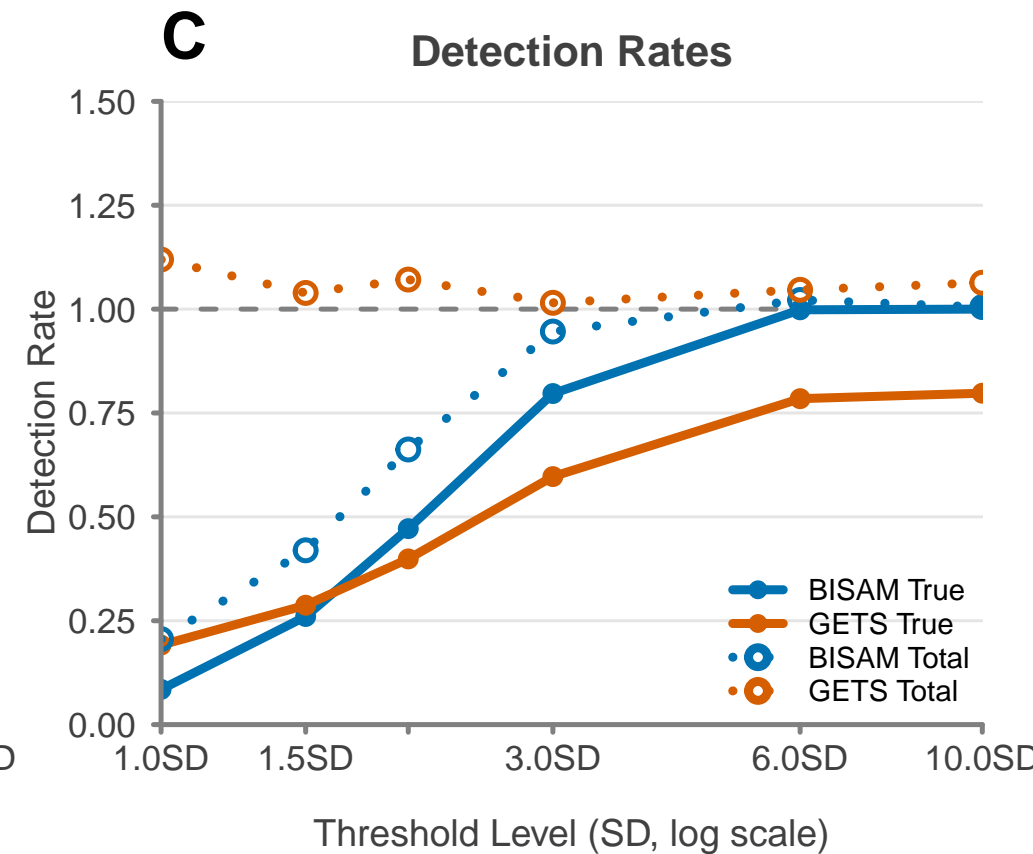 C
Detection Rates
1.50
1.25
1.00
0.75
0.50
0.25
0.00
Detection Rate
BISAM True
GETS True
BISAM Total
GETS Total
D 1.0SD 1.5SD 3.0SD 6.0SD 10.0SD
Threshold Level (SD, log scale)